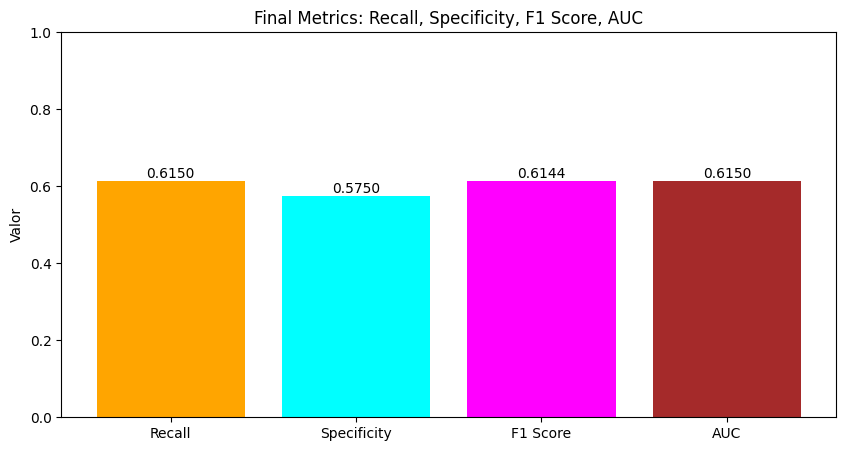 Final Metrics: Recall, Specificity, F1 Score, AUC
1.0
0.8
0.6
0.4
0.2
0.0
Valor
0.6150
0.5750
0.6144
0.6150
Recall
Specificity
F1 Score
AUC